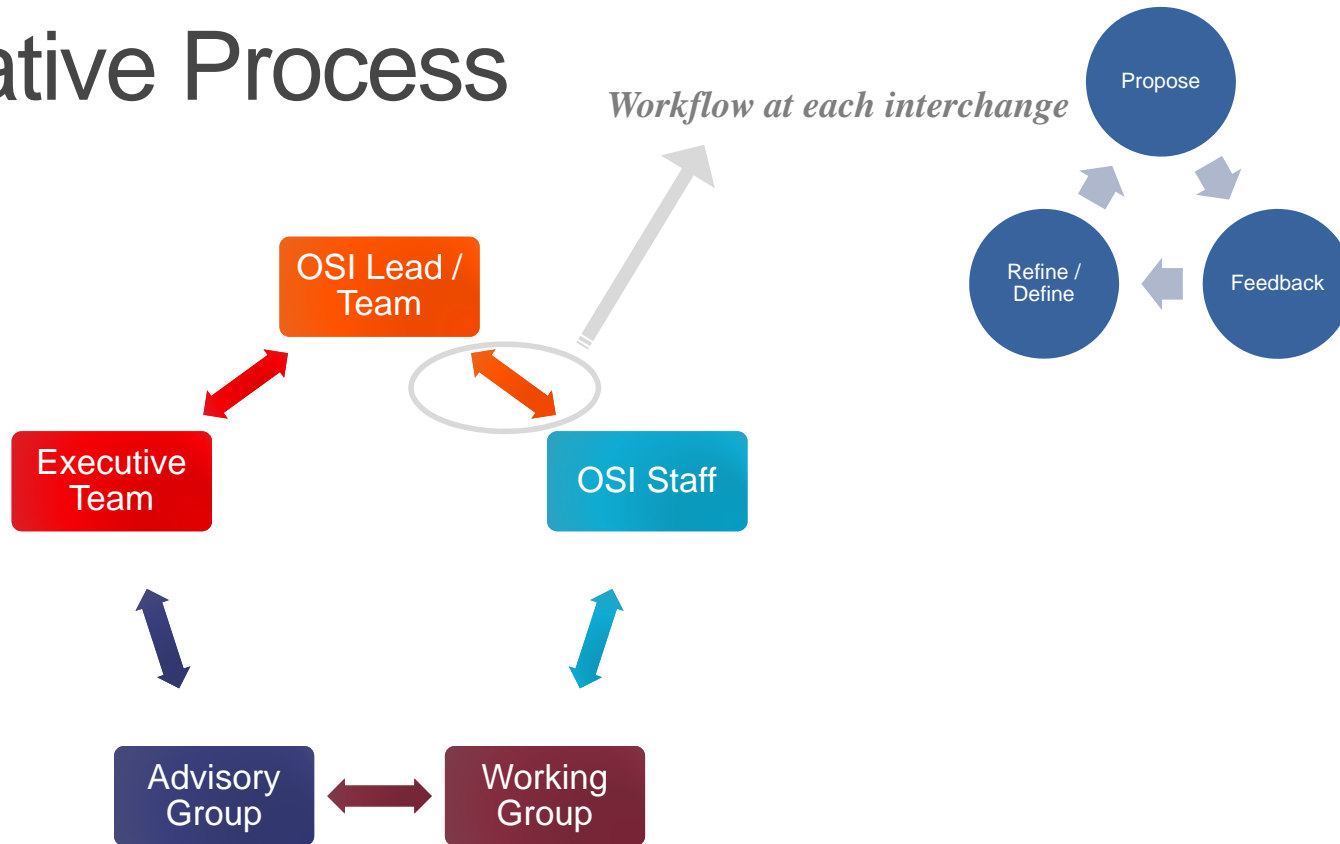 ative Process
Workflow at each interchange
Propose
Refine /
Define
Feedback
OSI Lead /
Team
Executive
Team
OSI Staff
Advisory
Group
Working
Group